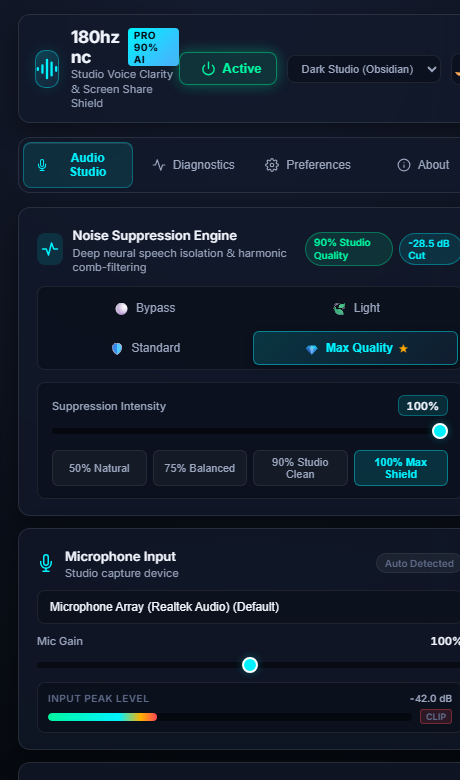 180hz
nc
PRO
90%
AI
Studio Voice Clarity
& Screen Share
Shield
Active
Dark Studio (Obsidian)
Audio
Studio
Diagnostics
Preferences
About
Noise Suppression Engine
Deep neural speech isolation & harmonic
comb-filtering
90% Studio
Quality
-28.5 dB
Cut
Bypass
Light
Standard
Max Quality
Suppression Intensity
100%
50% Natural
75% Balanced
90% Studio
Clean
100% Max
Shield
Microphone Input
Studio capture device
Auto Detected
Microphone Array (Realtek Audio) (Default)
Mic Gain
100%
INPUT PEAK LEVEL
-42.0 dB
CLIP